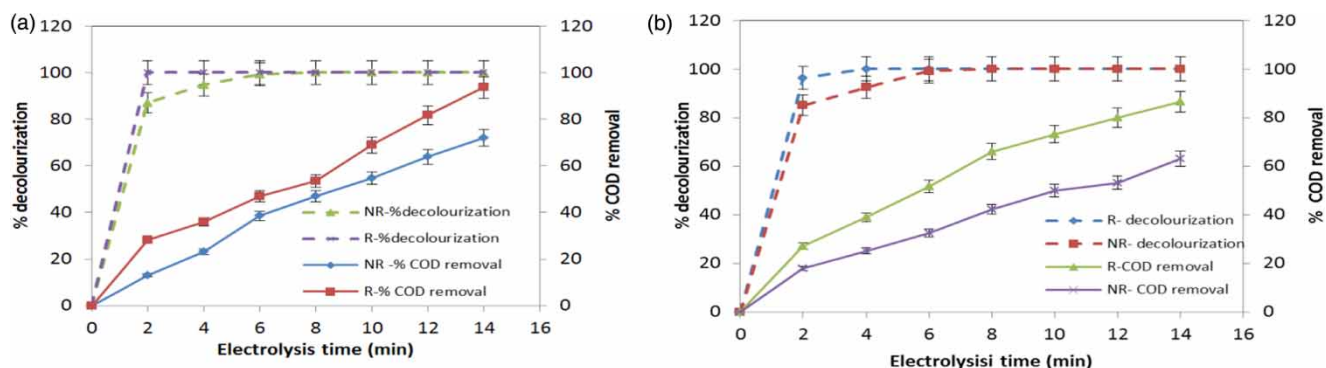 (a)
120
100
80
60
40
20
0
% decolourization
NR-%decolourization
R-%decolourization
NR -% COD removal
R-% COD removal
120
100
80
60
40
20
0
% COD removal
0 2 4 6 8 10 12 14 16
Electrolysis time (min)
(b)
120
100
80
60
40
20
0
% decolourization
R- decolourization
NR- decolourization
R-COD removal
NR- COD removal
120
100
80
60
40
20
0
% COD removal
0 2 4 6 8 10 12 14 16
Electrolysisi time (min)